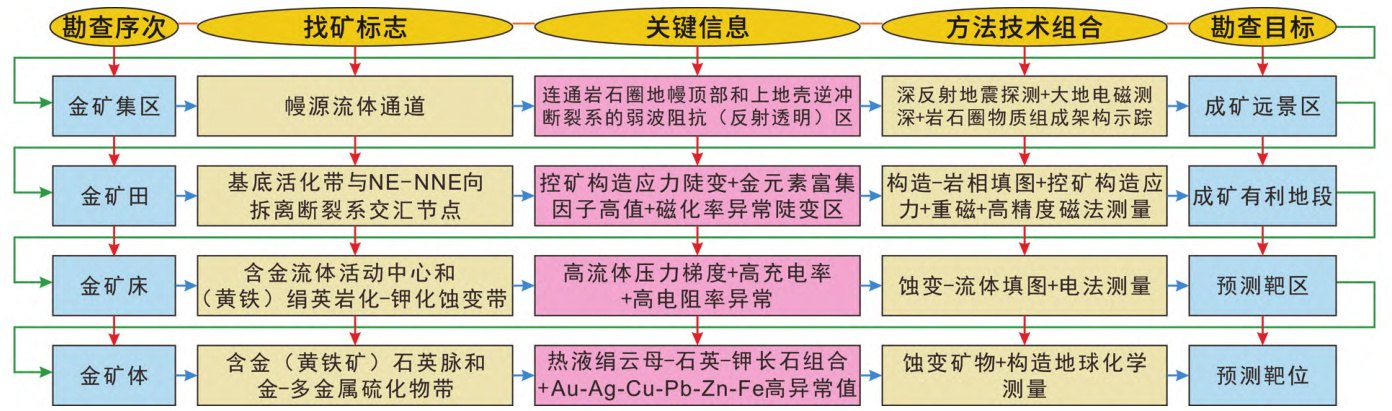 勘查序次
找矿标志
关键信息
方法技术组合
勘查目标
金矿集区
幔源流体通道
连通岩石圈地幔顶部和上地壳逆冲
断裂系的弱波阻抗（反射透明）区
深反射地震探测+大地电磁测
深+岩石圈物质组成架构示踪
成矿远景区
金矿田
基底活化带与NE-NNE向
拆离断裂系交汇节点
控矿构造应力陡变+金元素富集
因子高值+磁化率异常陡变区
构造-岩相填图+控矿构造应
力+重磁+高精度磁法测量
成矿有利地段
金矿床
含金流体活动中心和
（黄铁）绢英岩化-钾化蚀变带
高流体压力梯度+高充电率
+高电阻率异常
蚀变-流体填图+电法测量
预测靶区
金矿体
含金（黄铁矿）石英脉和
金-多金属硫化物带
热液绢云母-石英-钾长石组合
+Au-Ag-Cu-Pb-Zn-Fe高异常值
蚀变矿物+构造地球化学
测量
预测靶位